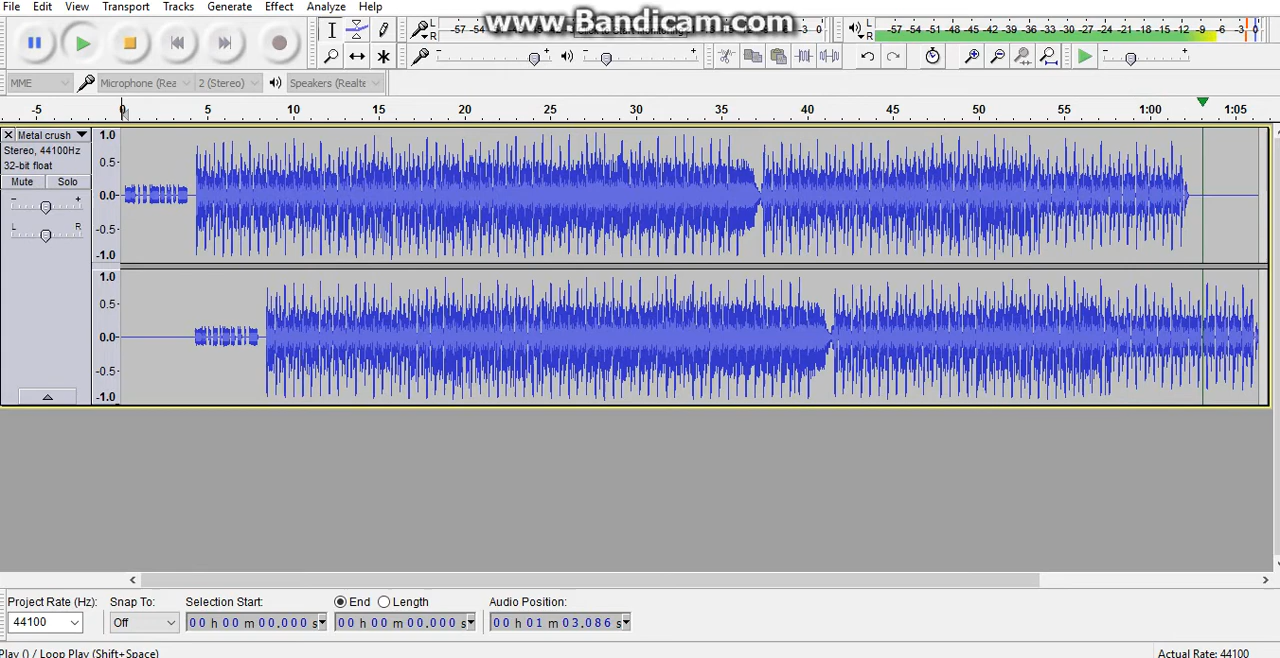 File Edit View Transport Tracks Generate Effect Analyze Help
www.Bandicam.com
L R -57 -54 -3 0
L R -57 -54 -51 -48 -45 -42 -39 -36 -33 -30 -27 -24 -21 -18 -15 -12 -9 -6 -3 0
- + - + - +
MME Microphone (Rea 2 (Stereo) Speakers (Realte
-5 0 5 10 15 20 25 30 35 40 45 50 55 1:00 1:05
Metal crush
Stereo, 44100Hz
32-bit float
Mute Solo
- +
L R
1.0
0.5
0.0
-0.5
-1.0
1.0
0.5
0.0
-0.5
-1.0
Project Rate (Hz): Snap To: Selection Start: End Length Audio Position:
44100 Off 00 h 00 m 00.000 s 00 h 00 m 00.000 s 00 h 01 m 03.086 s
Play () / Loop Play (Shift+Space) Actual Rate: 44100